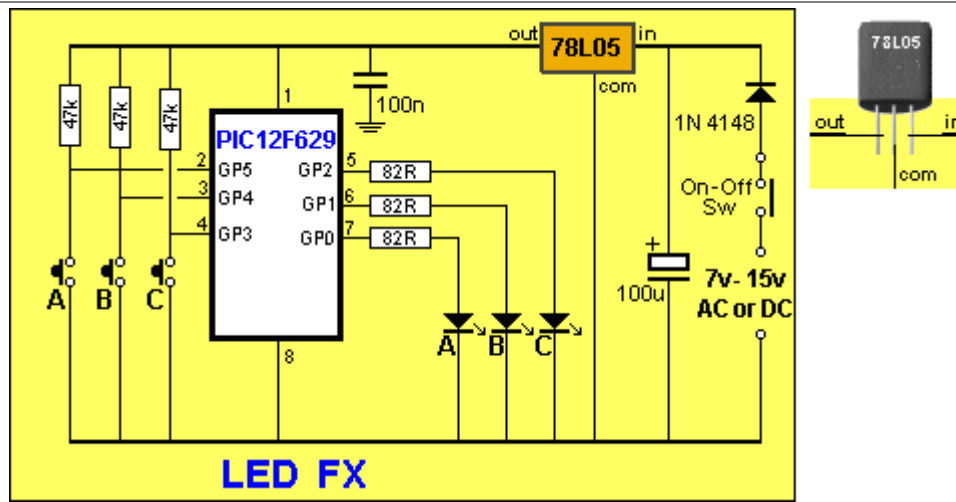 out
78L05
in
com
47k
47k
47k
1
100n
1N 4148
PIC12F629
2
GP5
GP2
5
82R
3
GP4
GP1
6
82R
4
GP3
GP0
7
82R
On-Off
Sw
A
B
C
+
100u
7v- 15v
AC or DC
A
B
C
8
LED FX
78L05
out
in
com